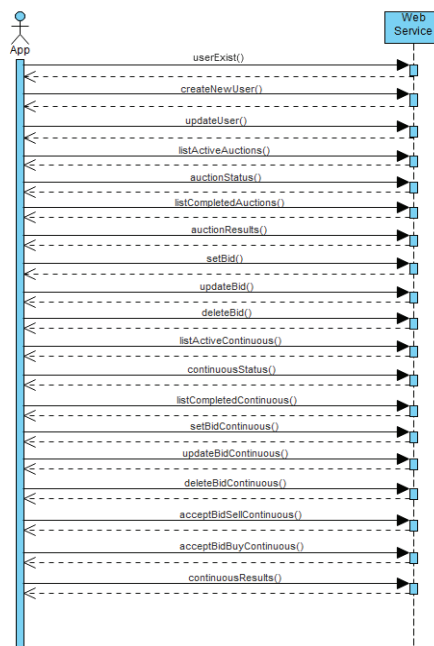 Web
Service
App
userExist()
createNewUser()
updateUser()
listActiveAuctions()
auctionStatus()
listCompletedAuctions()
auctionResults()
setBid()
updateBid()
deleteBid()
listActiveContinuous()
continuousStatus()
listCompletedContinuous()
setBidContinuous()
updateBidContinuous()
deleteBidContinuous()
acceptBidSellContinuous()
acceptBidBuyContinuous()
continuousResults()